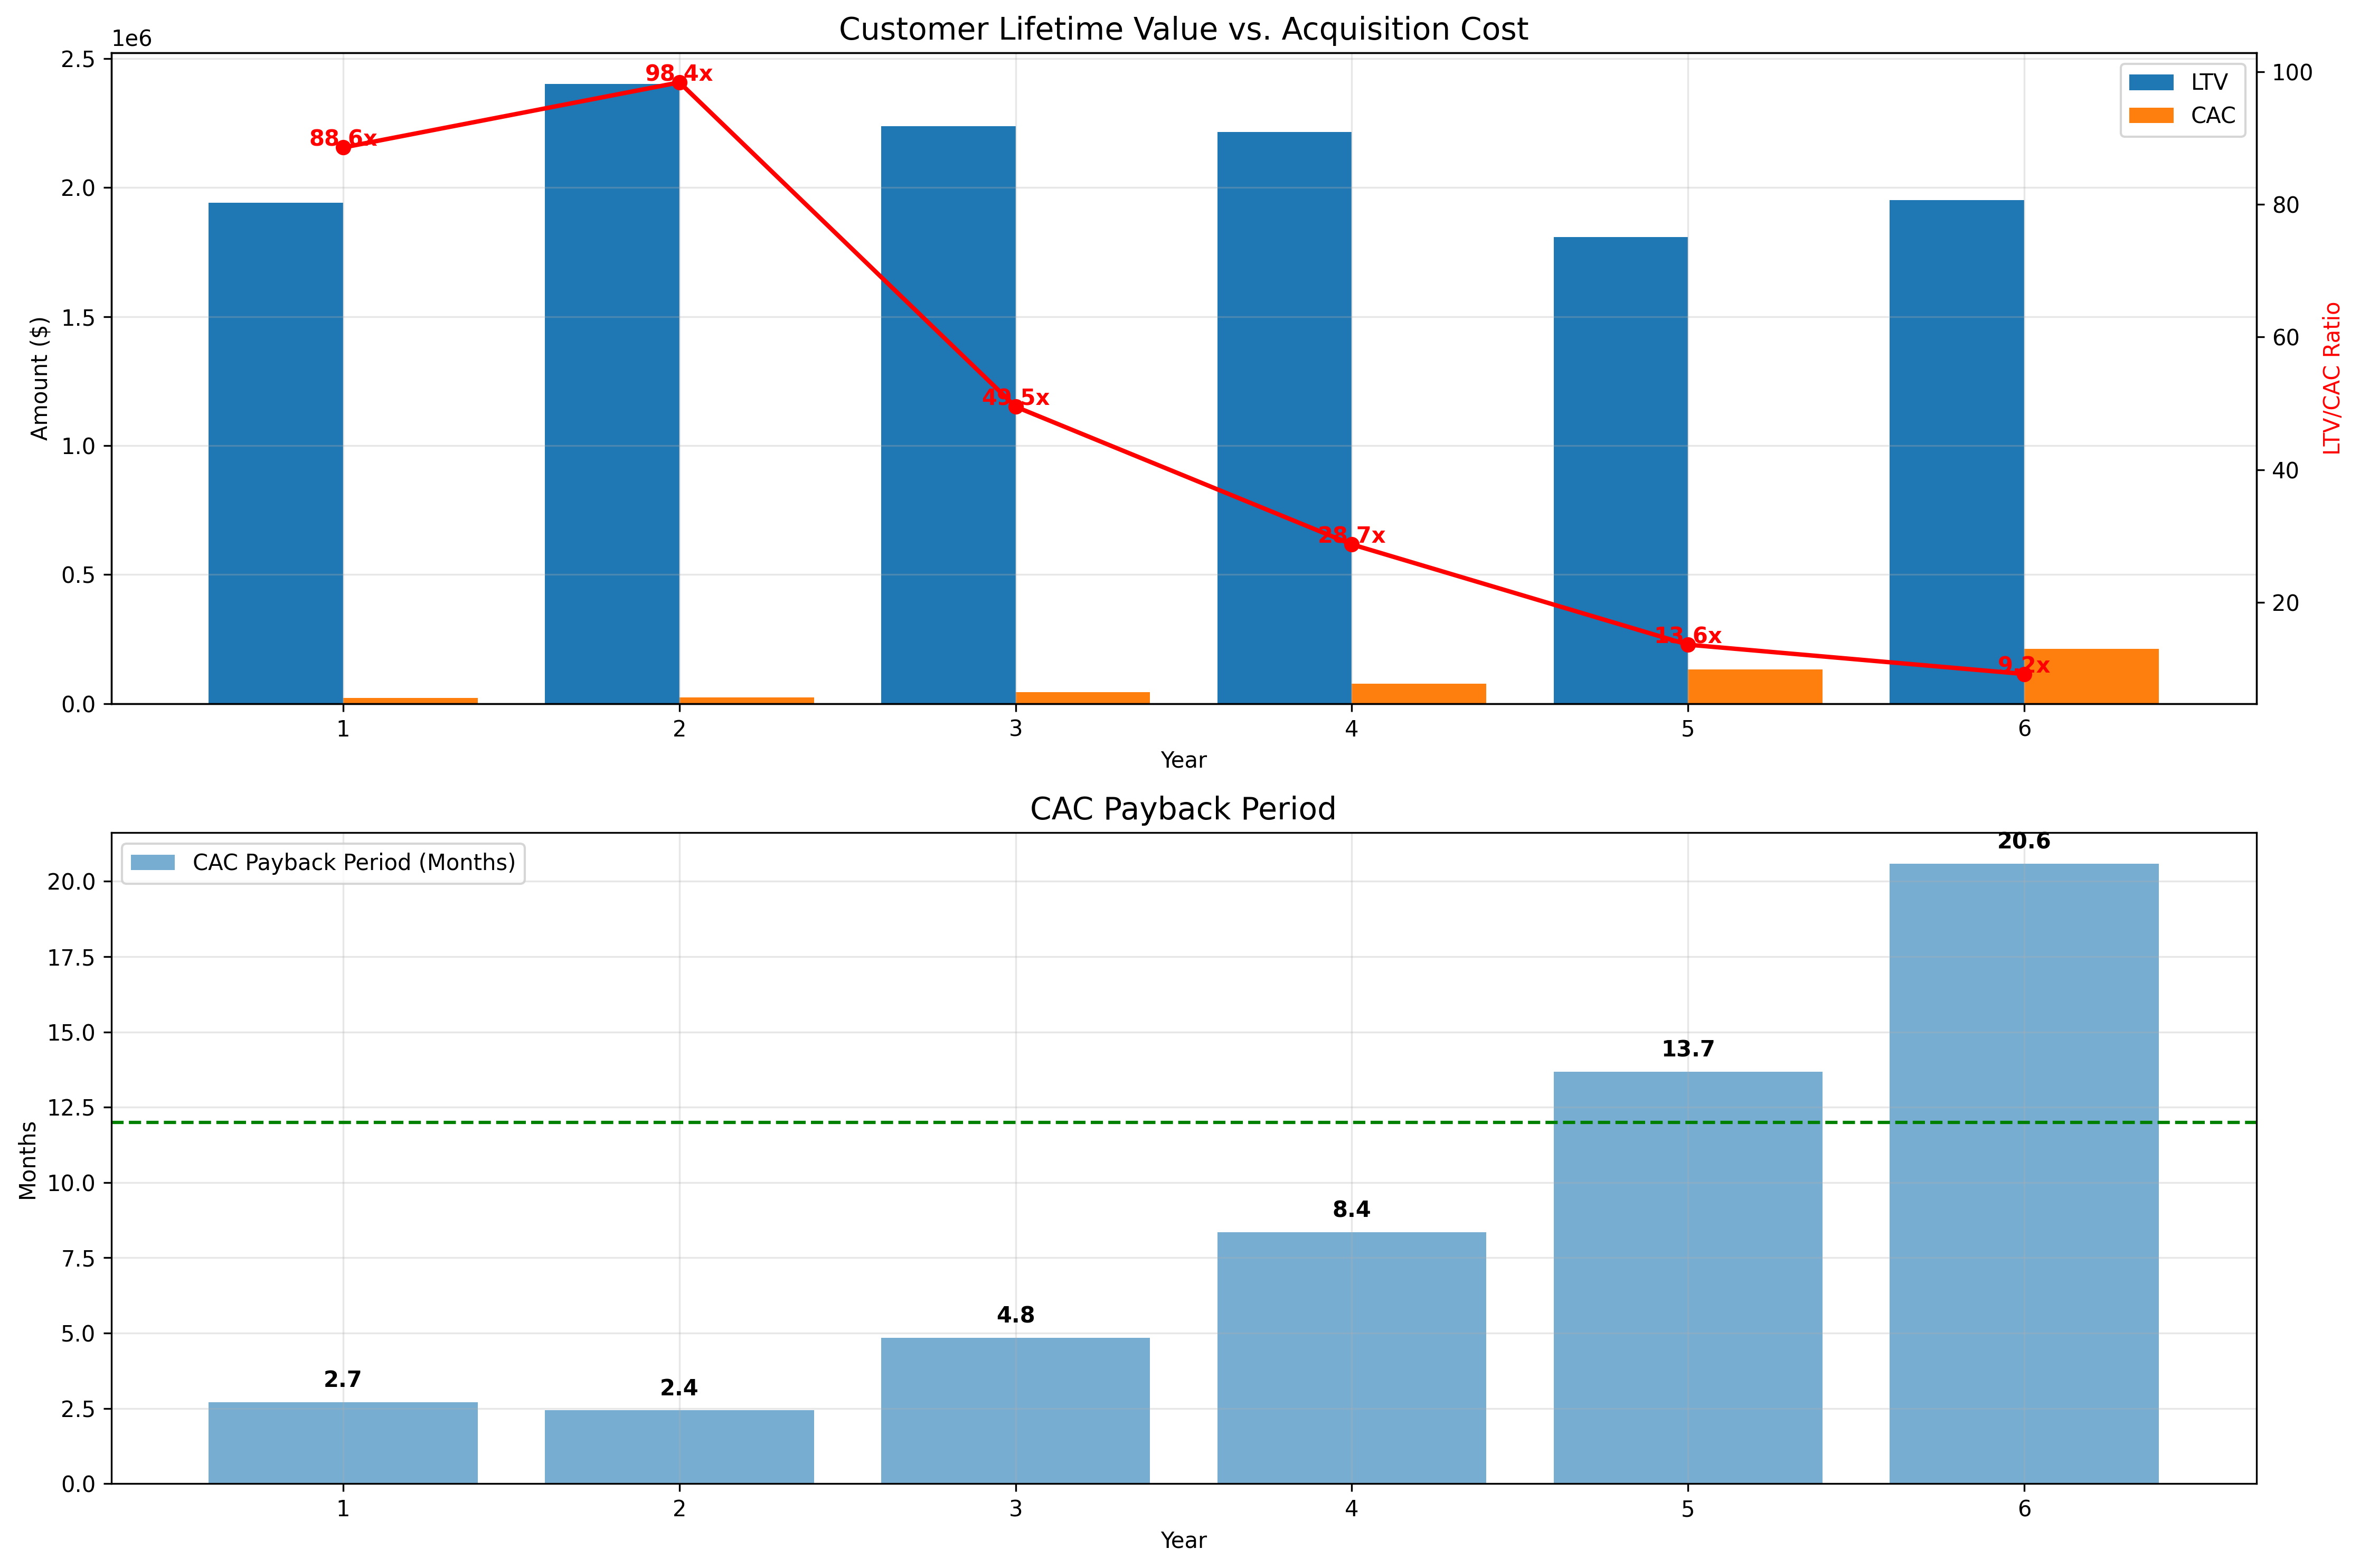 Customer Lifetime Value vs. Acquisition Cost
1e6
2.5
2.0
1.5
1.0
0.5
0.0
Amount ($)
88.6x
98.4x
49.5x
28.7x
13.6x
9.2x
LTV
CAC
100
80
60
40
20
LTV/CAC Ratio
1 2 3 4 5 6
Year
CAC Payback Period
CAC Payback Period (Months)
20.0
17.5
15.0
12.5
10.0
7.5
5.0
2.5
0.0
Months
2.7
2.4
4.8
8.4
13.7
20.6
1 2 3 4 5 6
Year